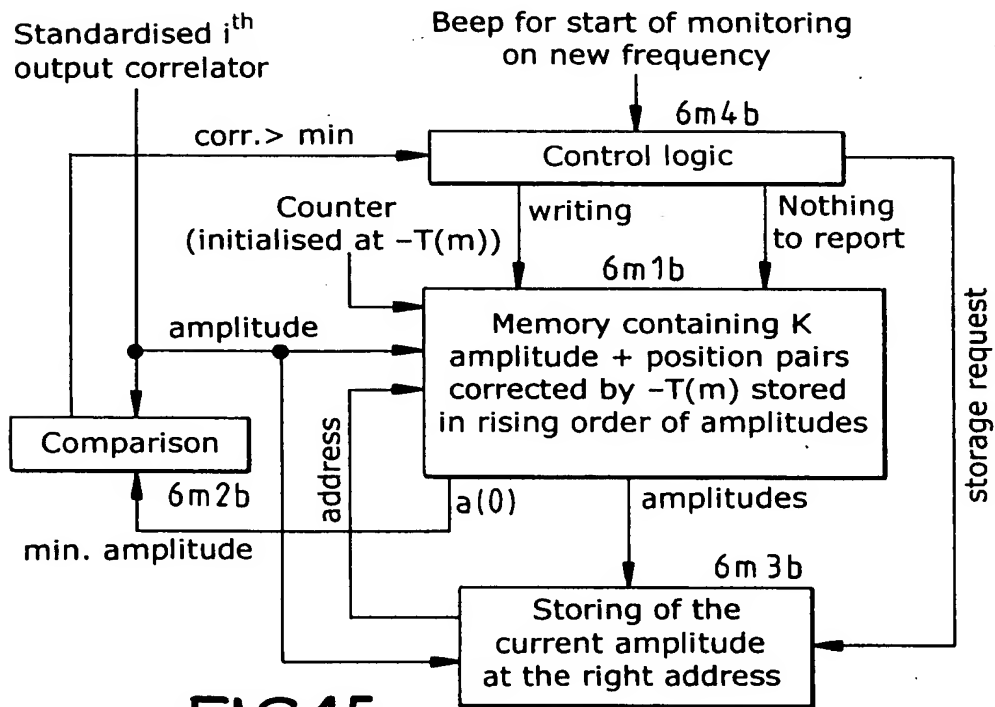 Standardised ith
output correlator
Beep for start of monitoring
on new frequency
6m4b
corr.> min
Control logic
Counter
(initialised at –T(m))
writing
Nothing
to report
6m1b
amplitude
Memory containing K
amplitude + position pairs
corrected by –T(m) stored
in rising order of amplitudes
storage request
Comparison
6m2b
address
a(0)
amplitudes
min. amplitude
6m3b
Storing of the
current amplitude
at the right address
FIG.15